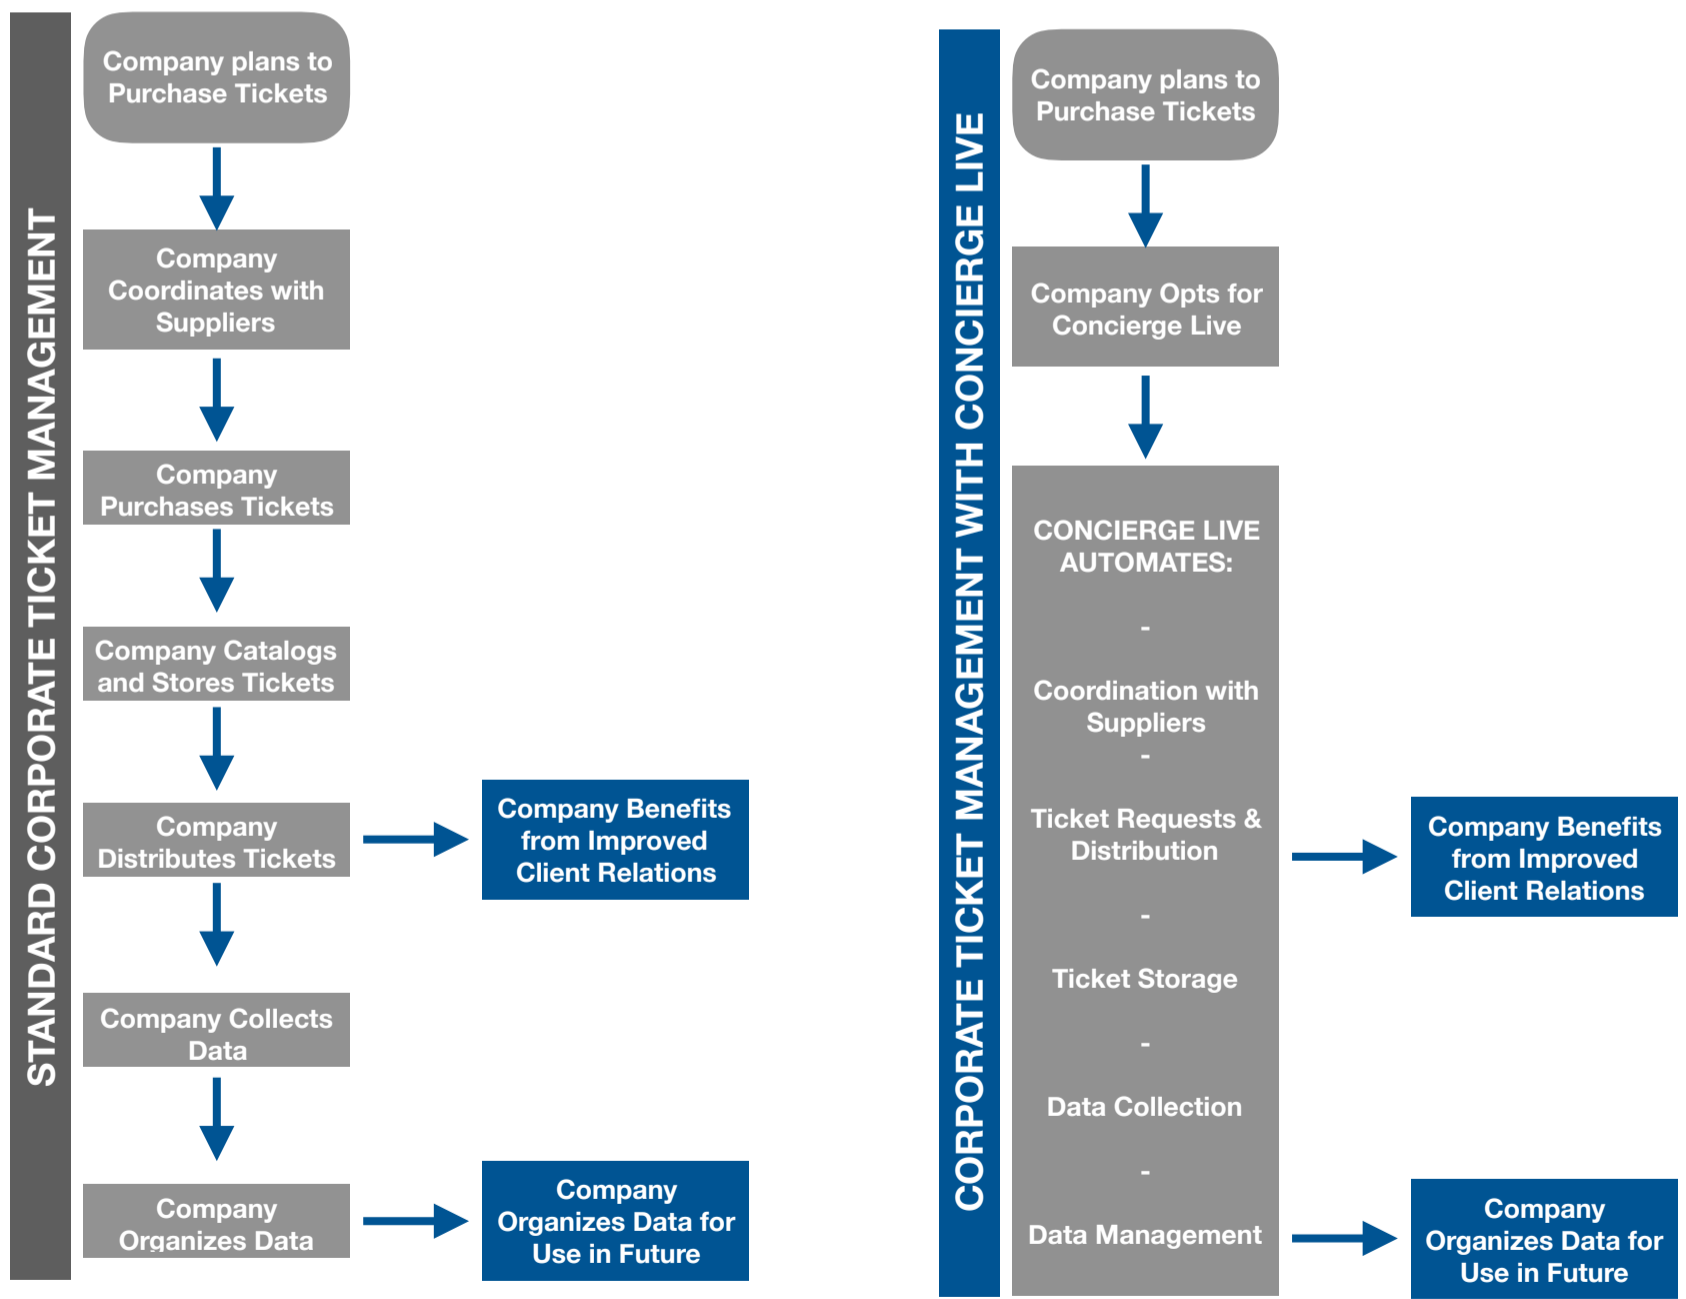 STANDARD CORPORATE TICKET MANAGEMENT
Company plans to
Purchase Tickets
Company
Coordinates with
Suppliers
Company
Purchases Tickets
Company Catalogs
and Stores Tickets
Company
Distributes Tickets
Company Benefits
from Improved
Client Relations
Company Collects
Data
Company
Organizes Data
Company
Organizes Data for
Use in Future
CORPORATE TICKET MANAGEMENT WITH CONCIERGE LIVE
Company plans to
Purchase Tickets
Company Opts for
Concierge Live
CONCIERGE LIVE
AUTOMATES:
-
Coordination with
Suppliers
-
Ticket Requests &
Distribution
-
Ticket Storage
-
Data Collection
-
Data Management
Company Benefits
from Improved
Client Relations
Company
Organizes Data for
Use in Future